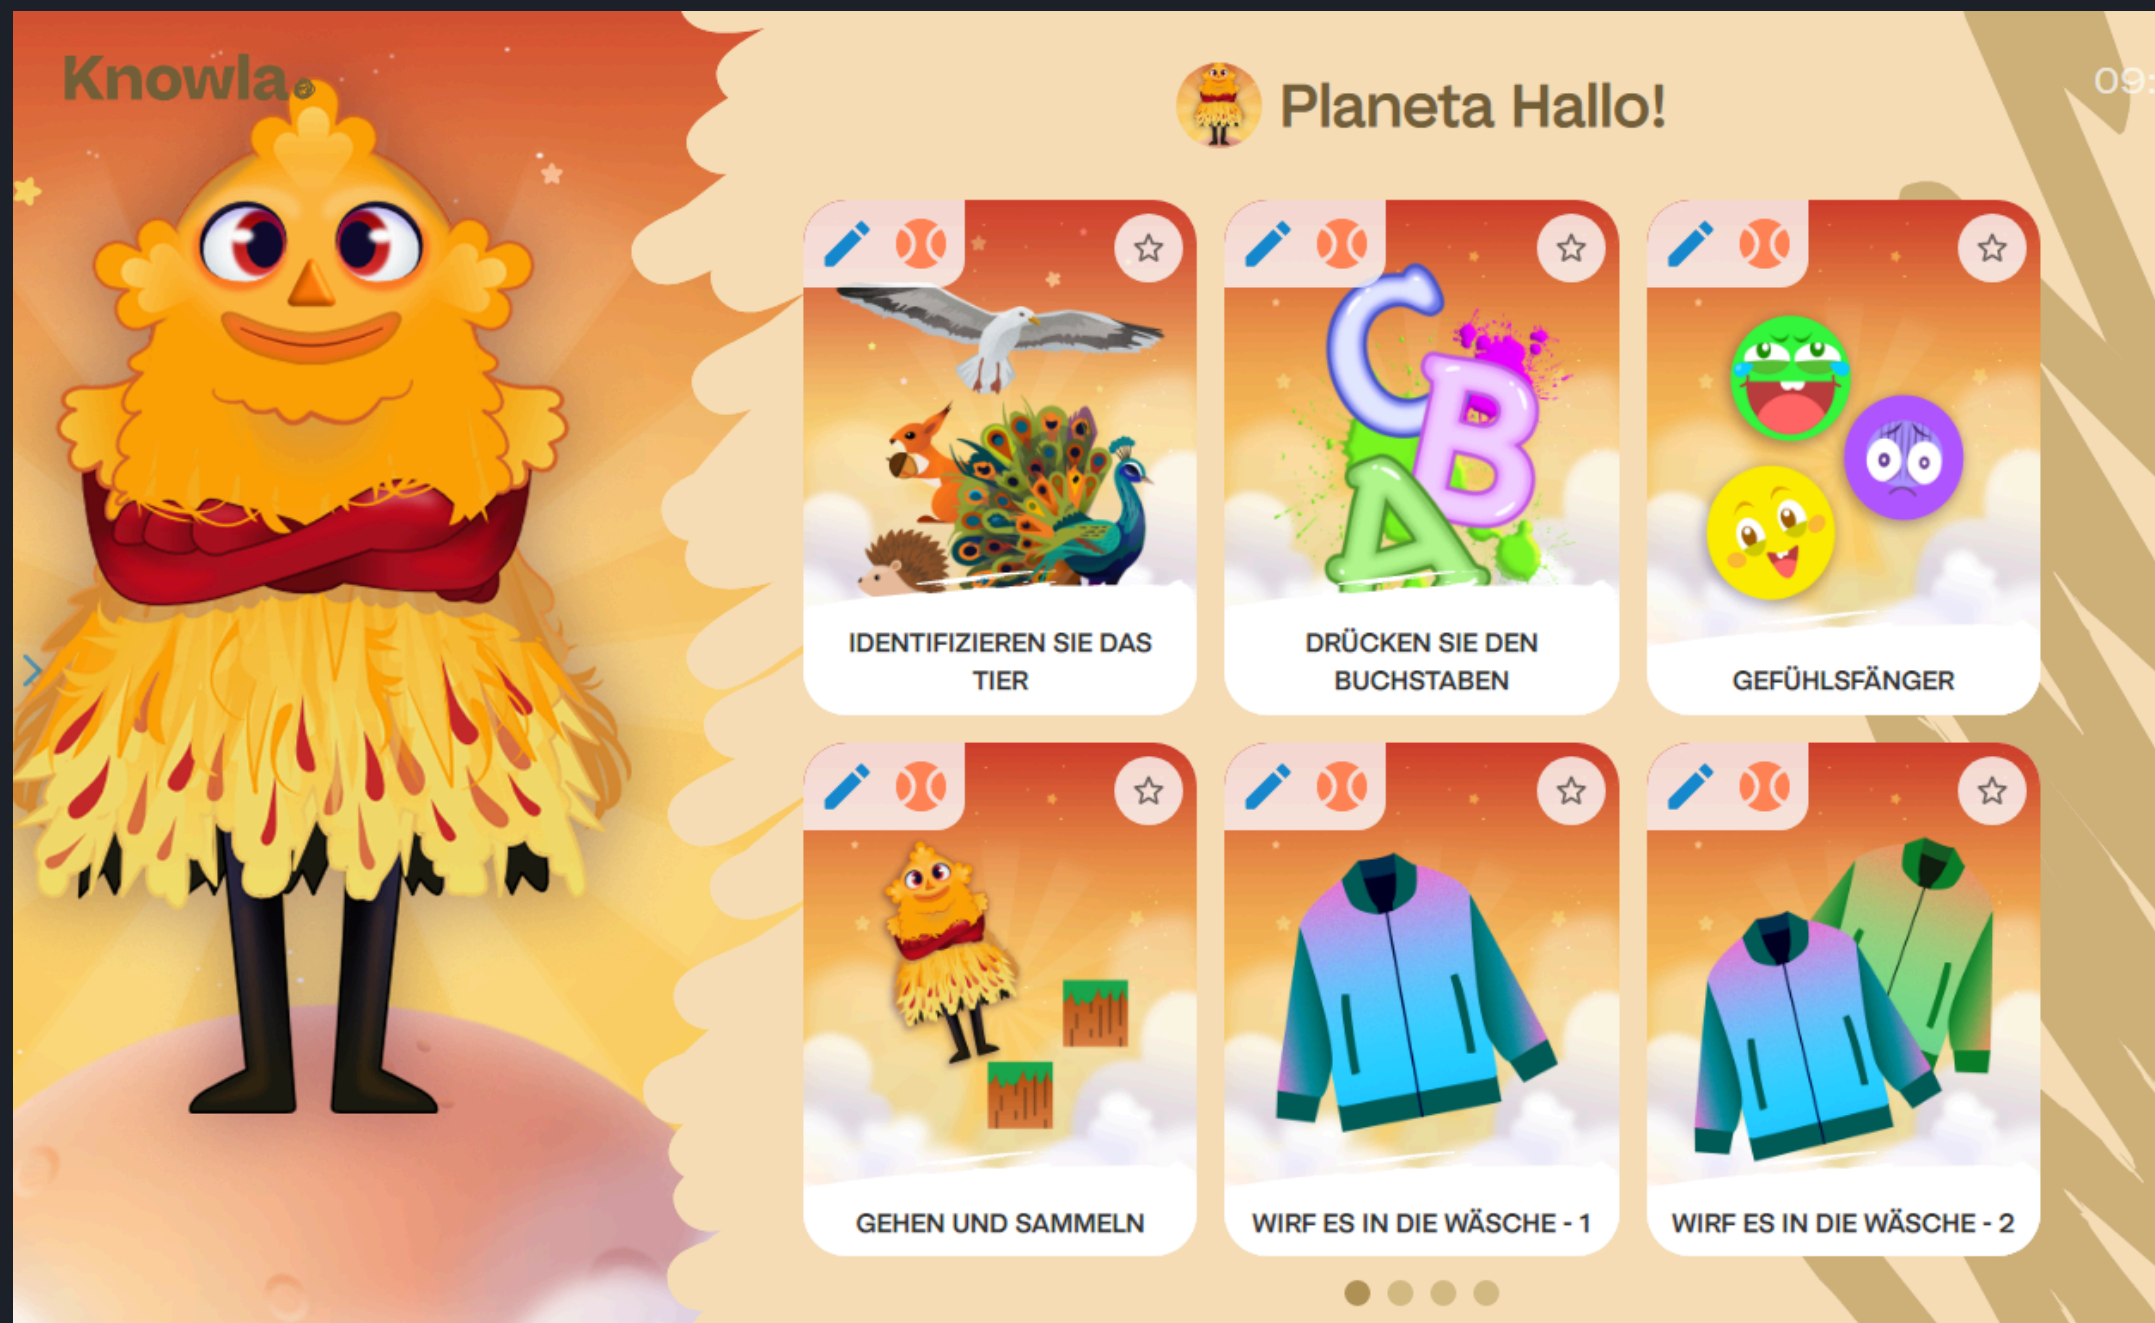 Knowla
Planeta Hallo!
09:
IDENTIFIZIEREN SIE DAS
TIER
DRÜCKEN SIE DEN
BUCHSTABEN
GEFÜHLSFÄNGER
GEHEN UND SAMMELN
WIRF ES IN DIE WÄSCHE - 1
WIRF ES IN DIE WÄSCHE - 2
C
B
A